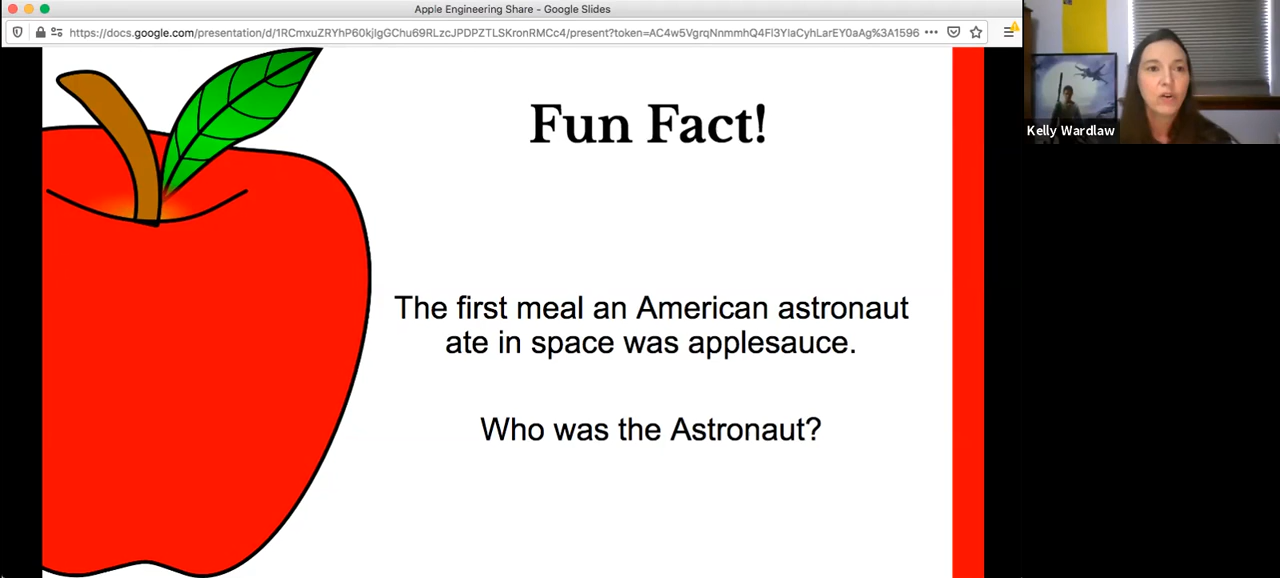 Apple Engineering Share - Google Slides
https://docs.google.com/presentation/d/1RCmxuZRYhP60kjIgGChu69RLzcJPDPZTLSKronRMCc4/present?token=AC4w5VgrqNnmmhQ4Fl3YlaCyhLarEY0aAg%3A1596
Fun Fact!
Kelly Wardlaw
The first meal an American astronaut
ate in space was applesauce.
Who was the Astronaut?